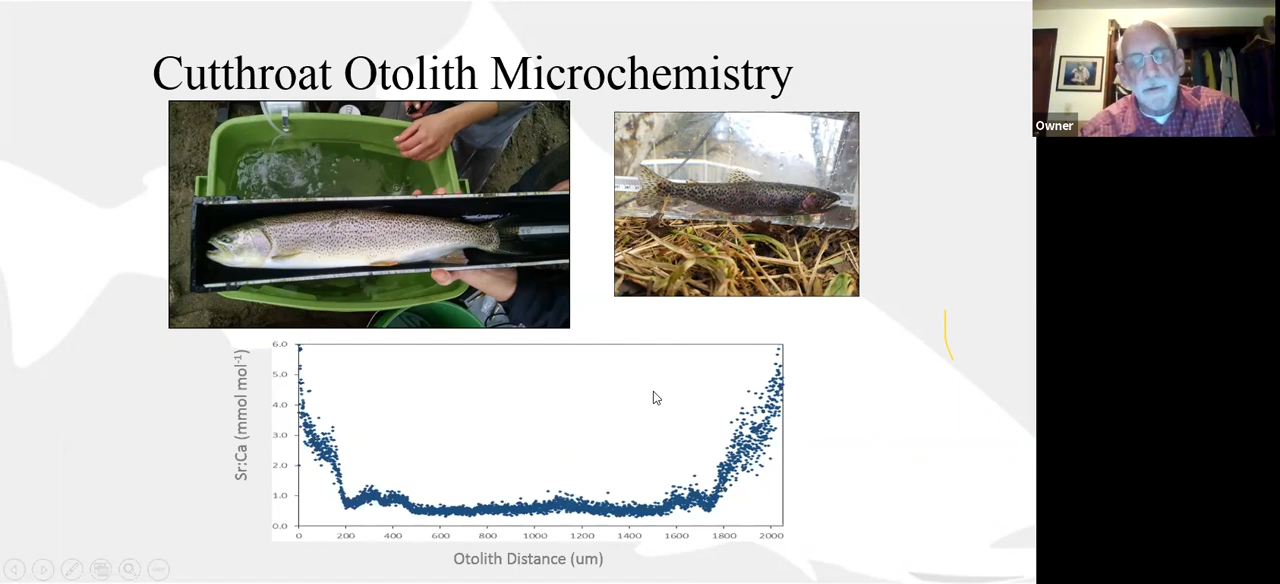 Cutthroat Otolith Microchemistry
Owner
Sr:Ca (mmol mol-1)
6.0
5.0
4.0
3.0
2.0
1.0
0.0
0 200 400 600 800 1000 1200 1400 1600 1800 2000
Otolith Distance (um)